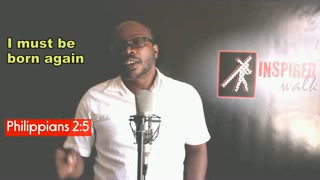 I must be
born again
Philippians 2:5
INSPIRED
walk